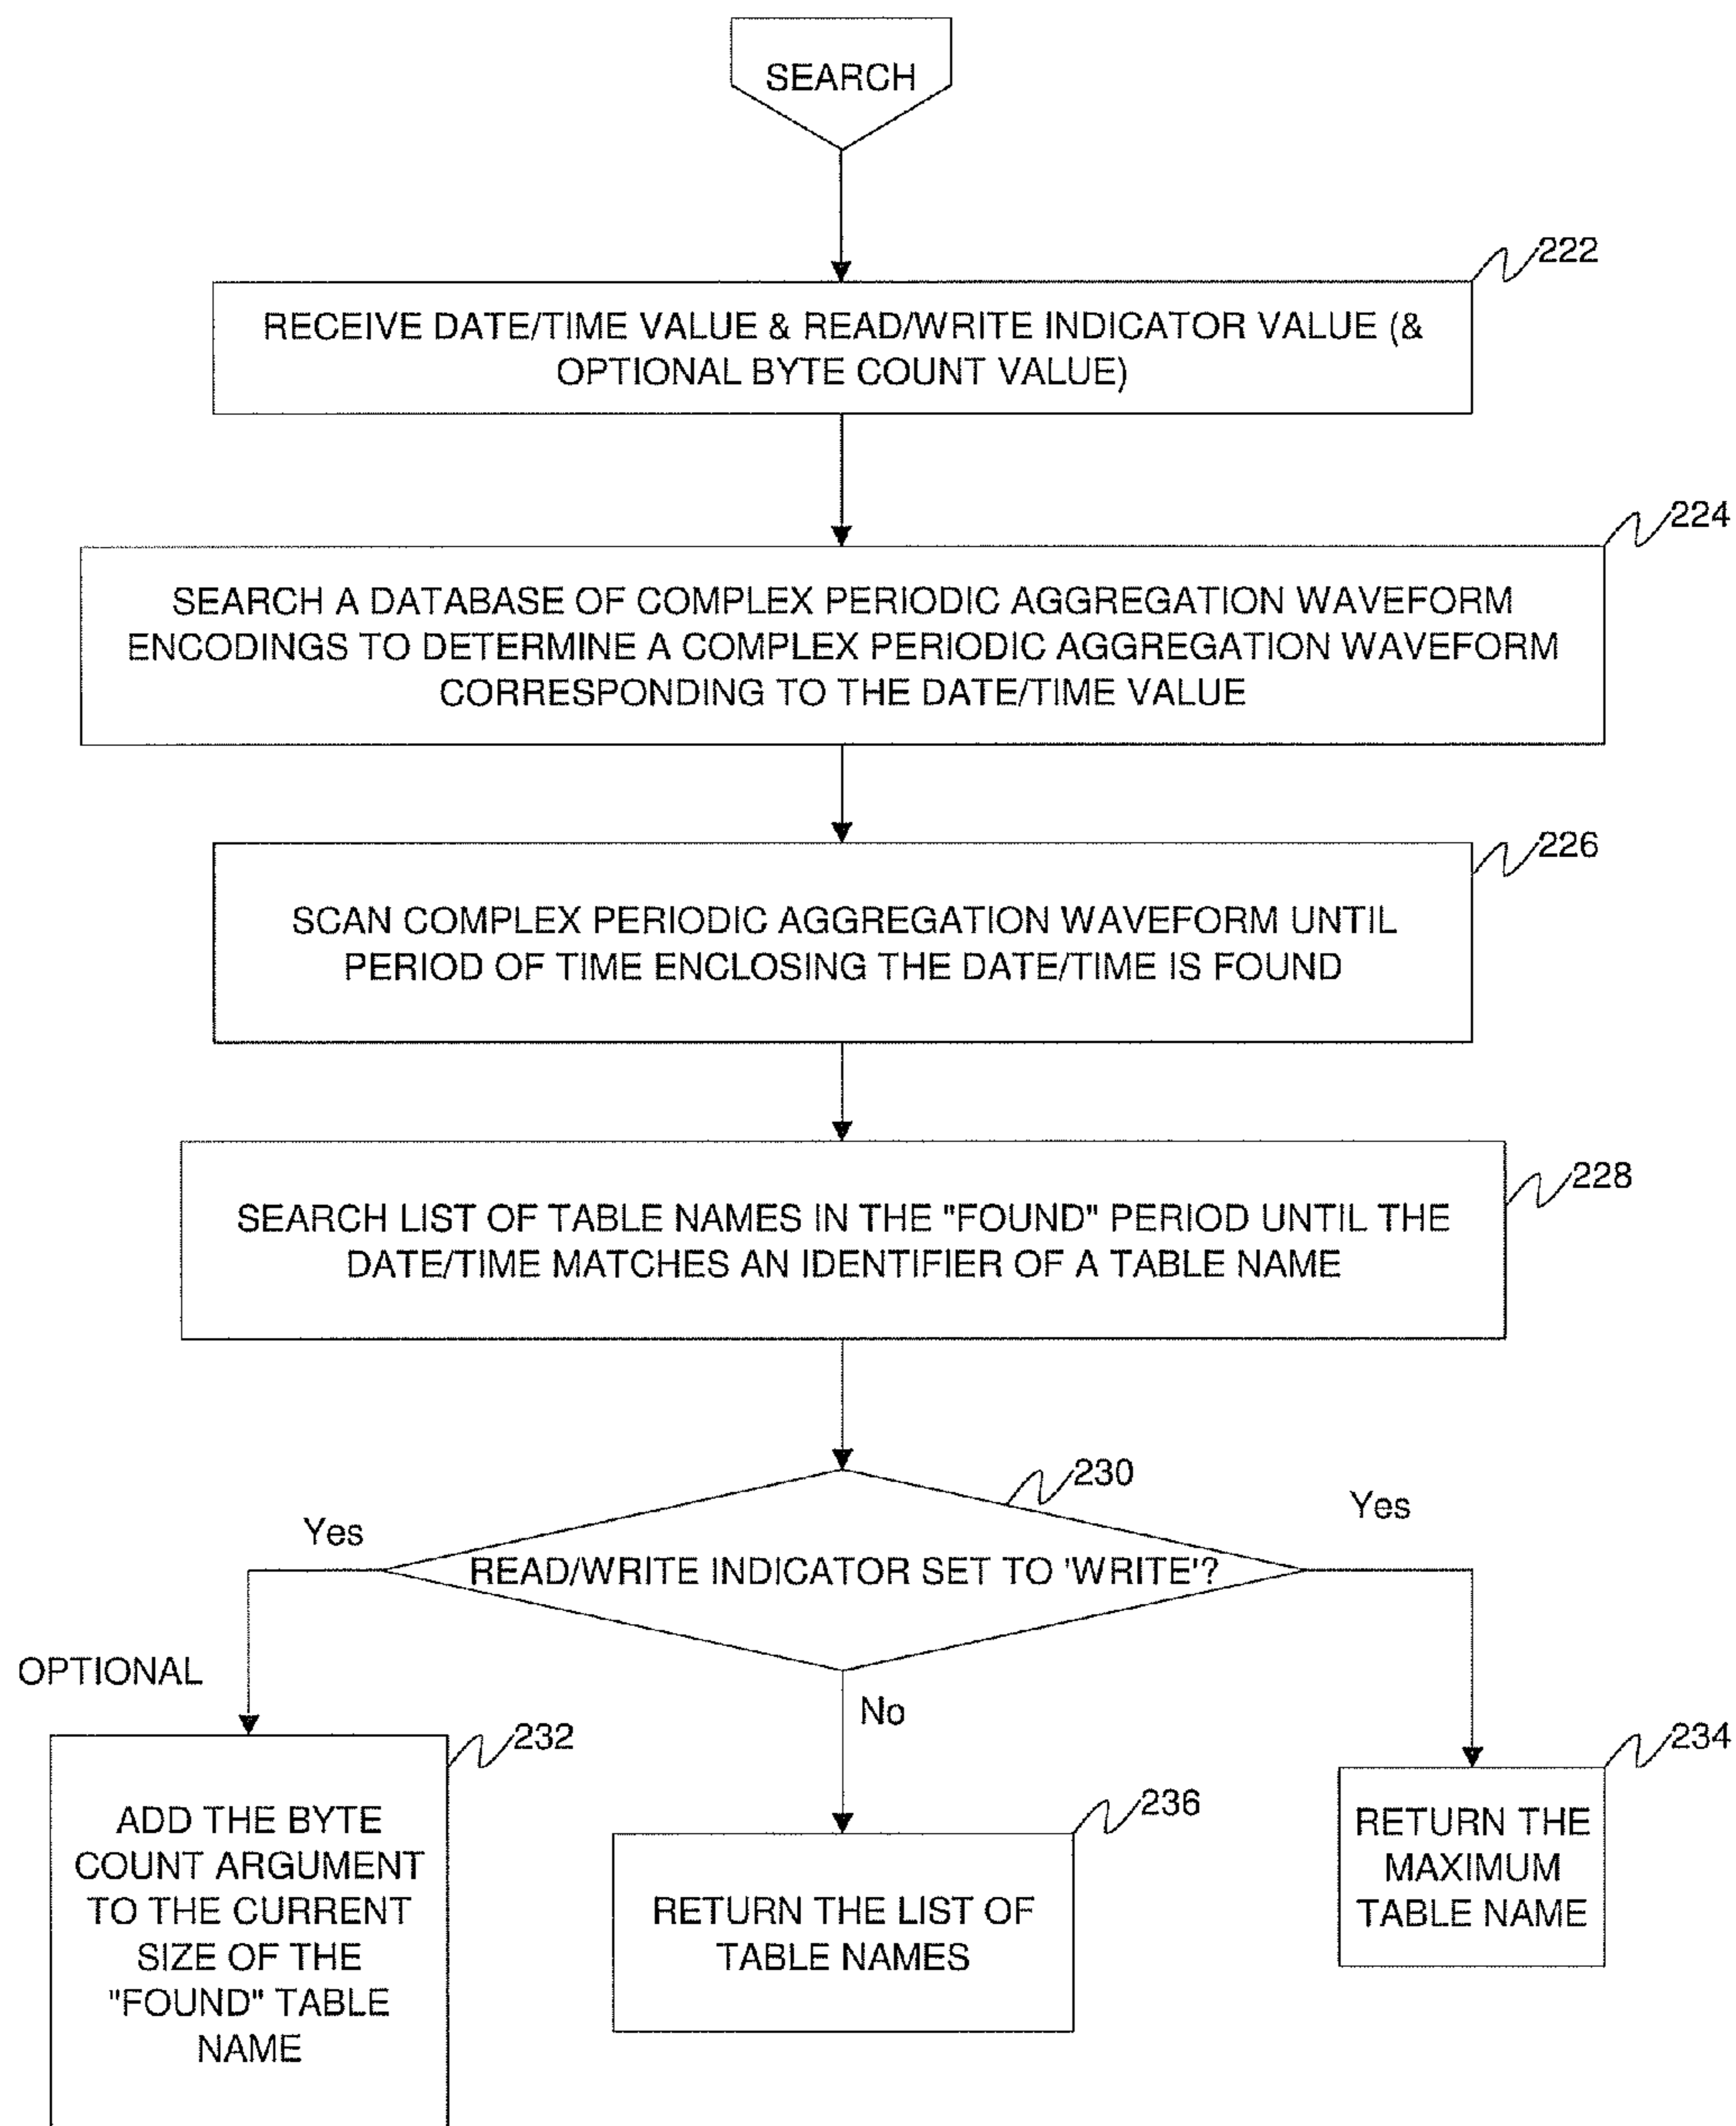 SEARCH
222
RECEIVE DATE/TIME VALUE & READ/WRITE INDICATOR VALUE (&
OPTIONAL BYTE COUNT VALUE)
224
SEARCH A DATABASE OF COMPLEX PERIODIC AGGREGATION WAVEFORM
ENCODINGS TO DETERMINE A COMPLEX PERIODIC AGGREGATION WAVEFORM
CORRESPONDING TO THE DATE/TIME VALUE
226
SCAN COMPLEX PERIODIC AGGREGATION WAVEFORM UNTIL
PERIOD OF TIME ENCLOSING THE DATE/TIME IS FOUND
228
SEARCH LIST OF TABLE NAMES IN THE "FOUND" PERIOD UNTIL THE
DATE/TIME MATCHES AN IDENTIFIER OF A TABLE NAME
230
Yes
Yes
READ/WRITE INDICATOR SET TO 'WRITE'?
OPTIONAL
No
232
ADD THE BYTE
COUNT ARGUMENT
TO THE CURRENT
SIZE OF THE
"FOUND" TABLE
NAME
236
RETURN THE LIST OF
TABLE NAMES
234
RETURN THE
MAXIMUM
TABLE NAME